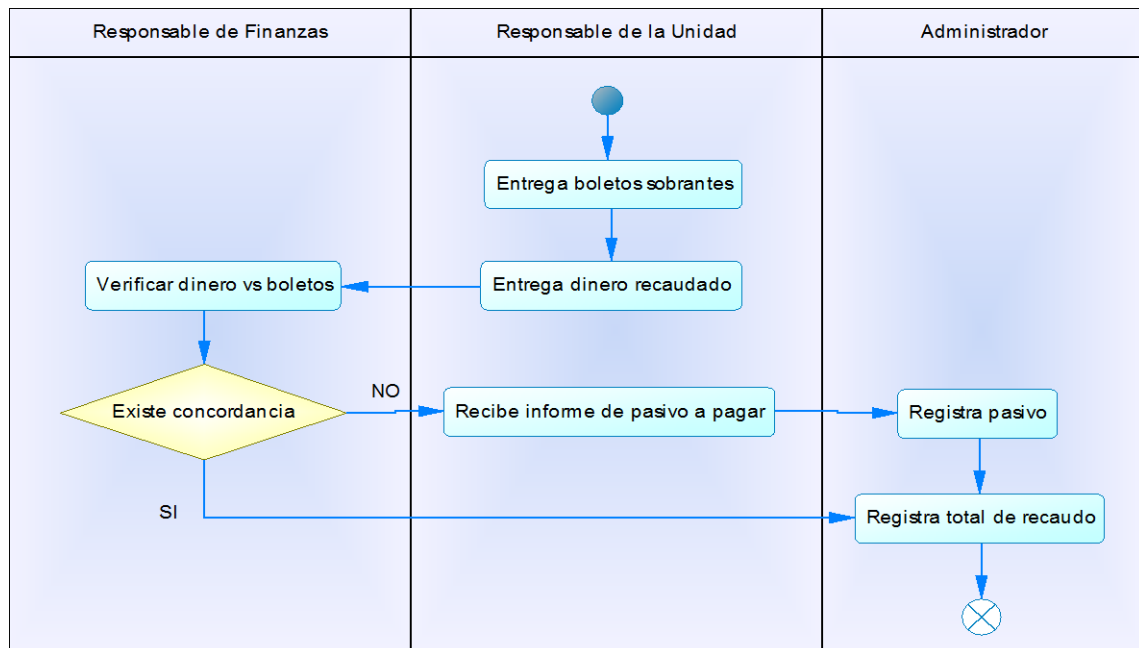 Responsable de Finanzas
Responsable de la Unidad
Administrador
Entrega boletos sobrantes
Verificar dinero vs boletos
Entrega dinero recaudado
Existe concordancia
NO
Recibe informe de pasivo a pagar
Registra pasivo
SI
Registra total de recaudo